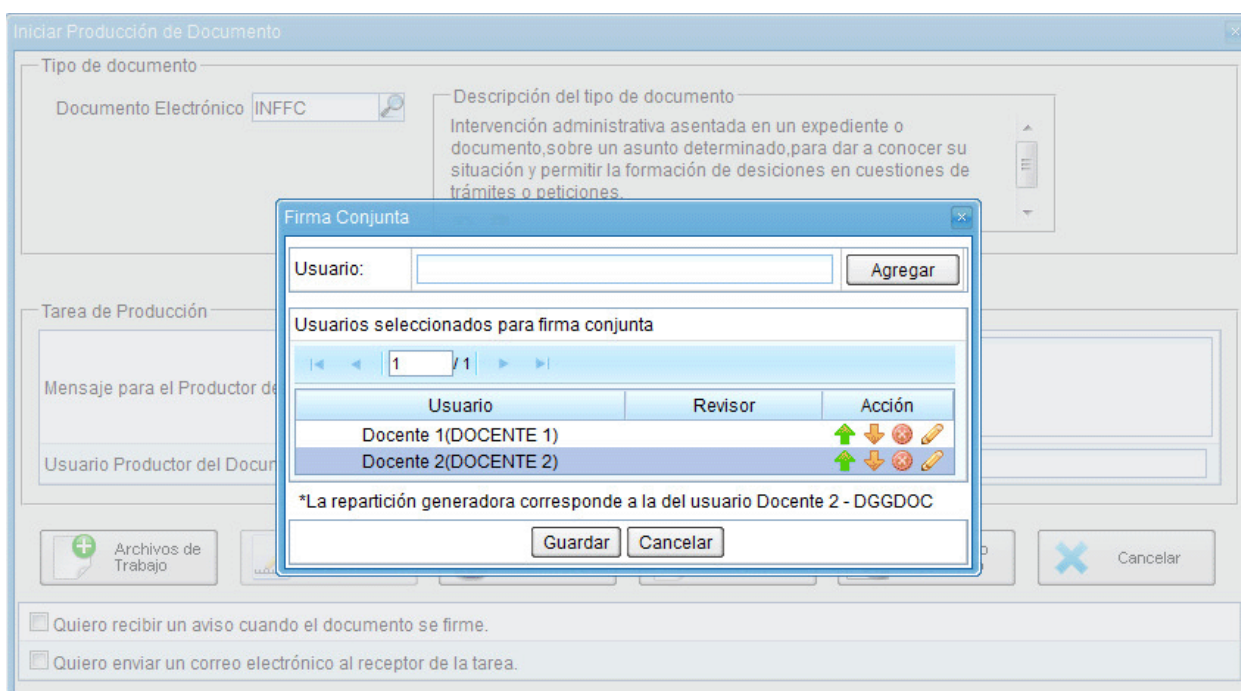 Iniciar Producción de Documento
Tipo de documento
Documento Electrónico INFFC
Descripción del tipo de documento
Intervención administrativa asentada en un expediente o
documento,sobre un asunto determinado,para dar a conocer su
situación y permitir la formación de desiciones en cuestiones de
trámites o peticiones.
Firma Conjunta
Usuario:
Agregar
Usuarios seleccionados para firma conjunta
1 / 1
Usuario Revisor Acción
Docente 1(DOCENTE 1)
Docente 2(DOCENTE 2)
*La repartición generadora corresponde a la del usuario Docente 2 - DGGDOC
Guardar Cancelar
Tarea de Producción
Mensaje para el Productor de
Usuario Productor del Docu
Archivos de
Trabajo
Cancelar
Quiero recibir un aviso cuando el documento se firme.
Quiero enviar un correo electrónico al receptor de la tarea.